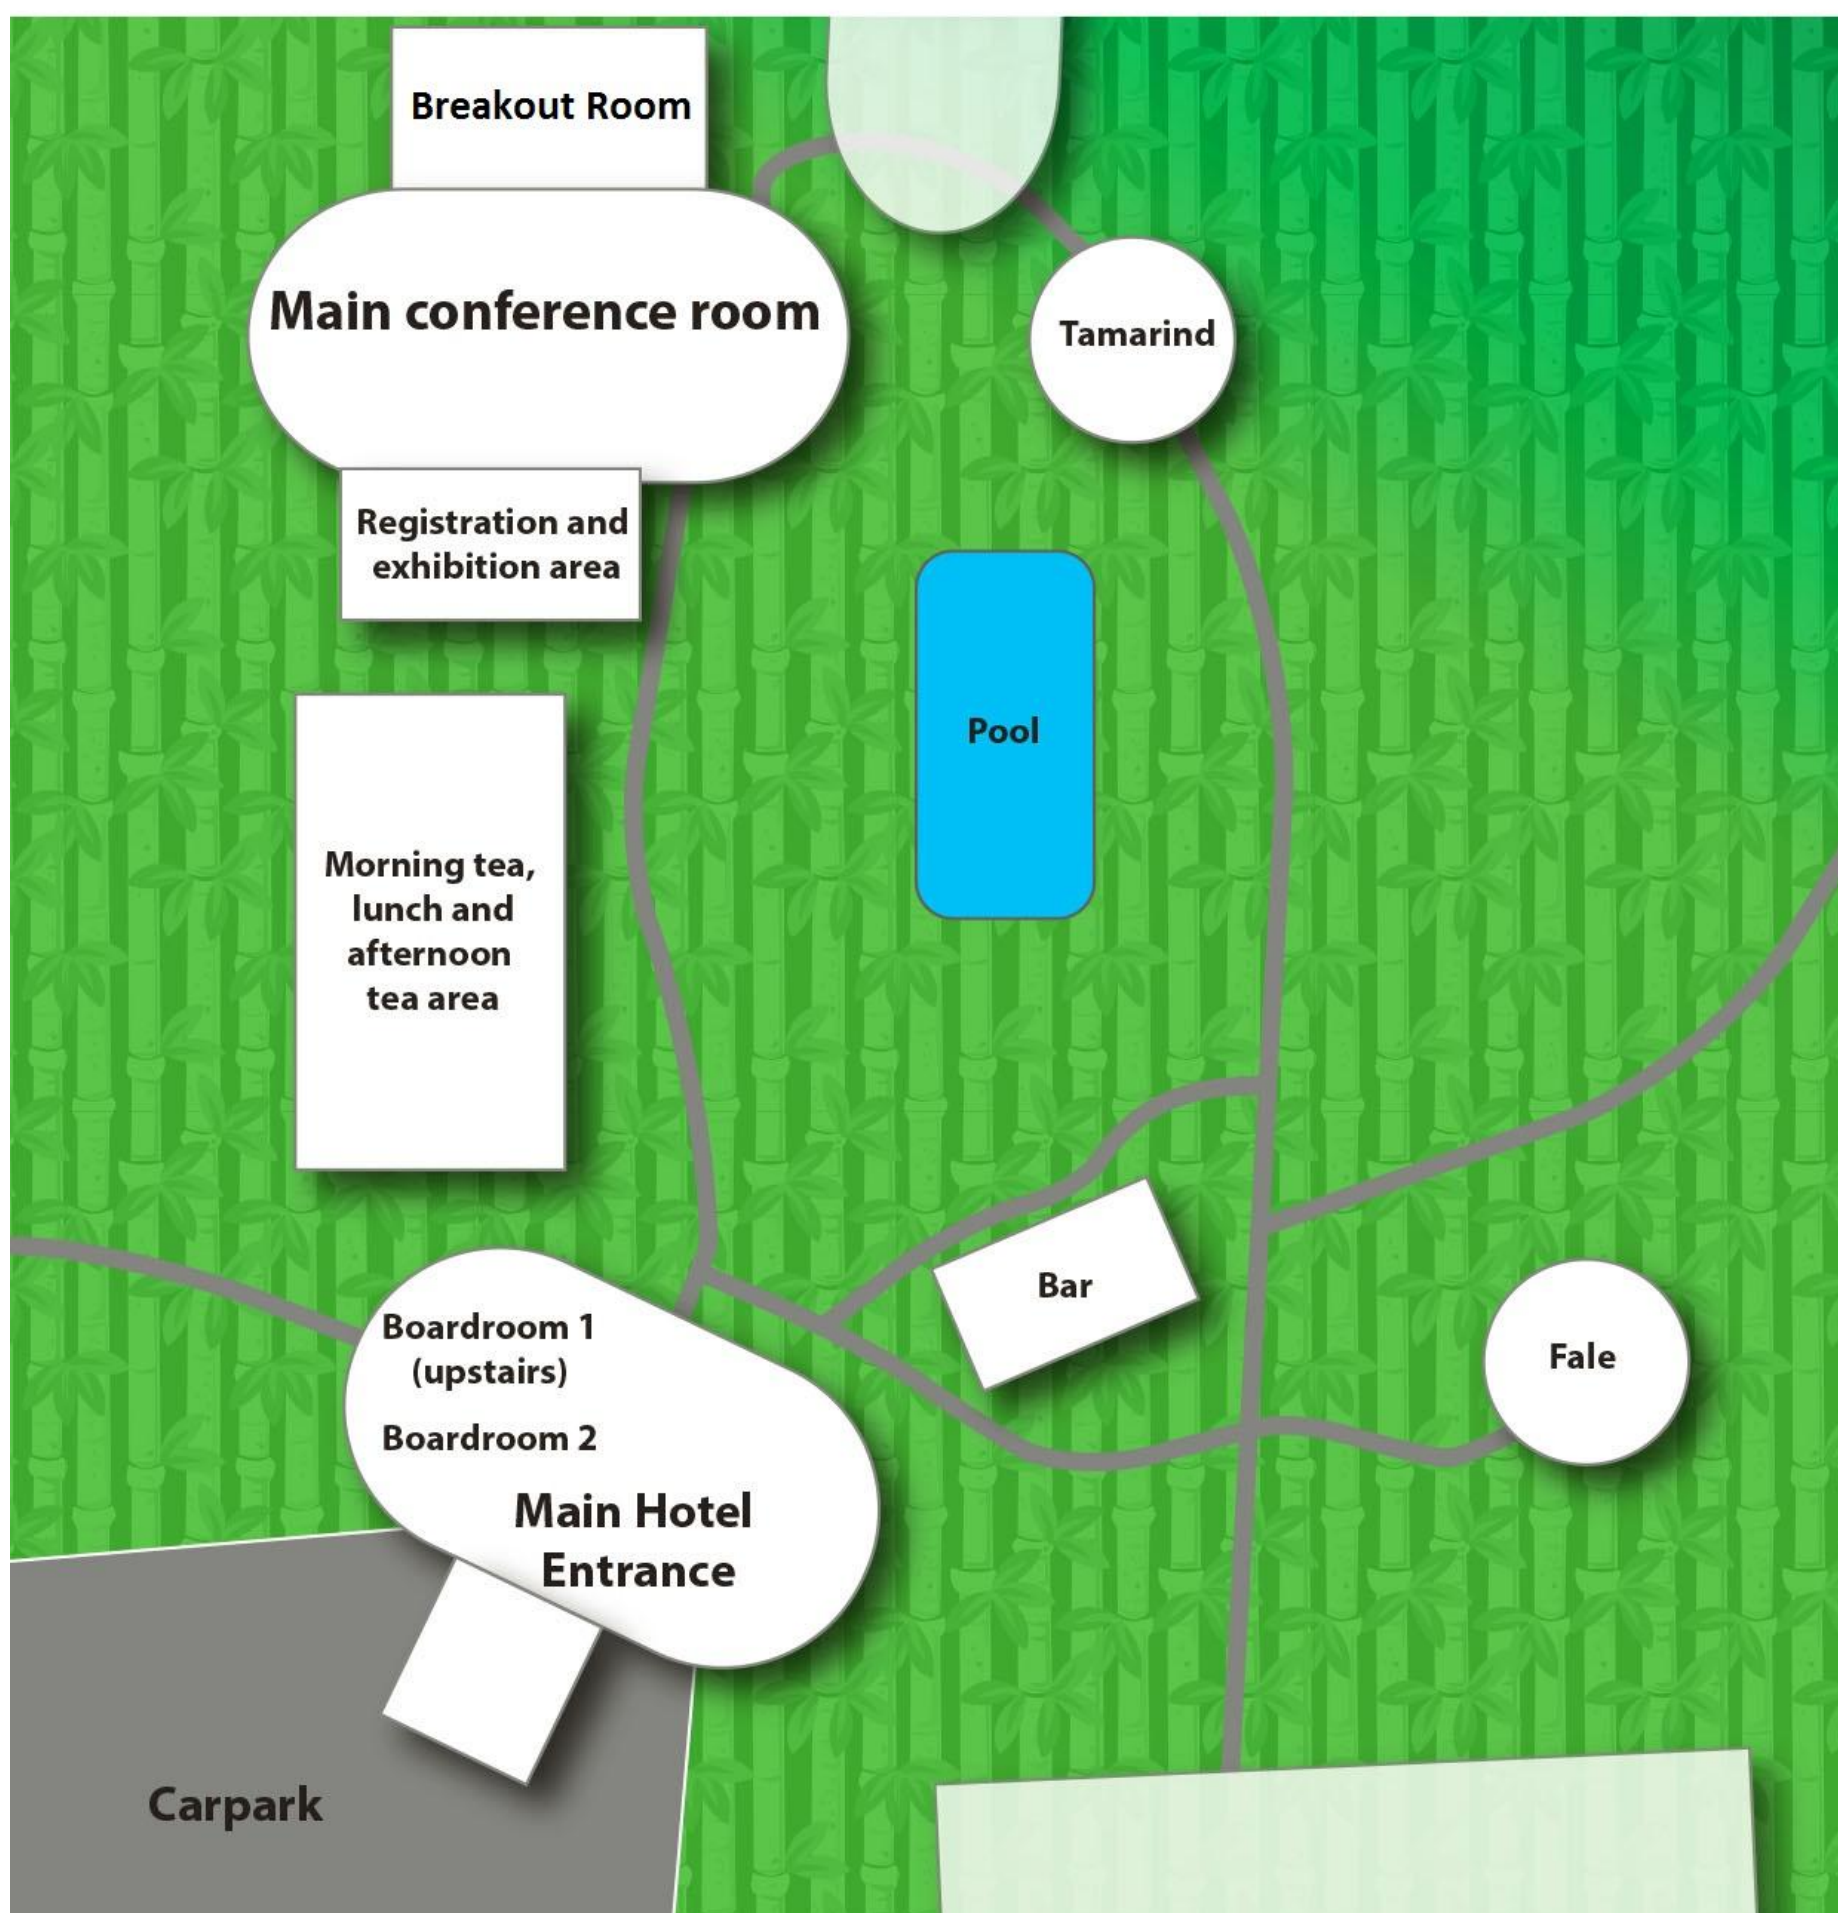 Breakout Room
Main conference room
Tamarind
Registration and
exhibition area
Pool
Morning tea,
lunch and
afternoon
tea area
Bar
Boardroom 1
(upstairs)
Fale
Boardroom 2
Main Hotel
Entrance
Carpark